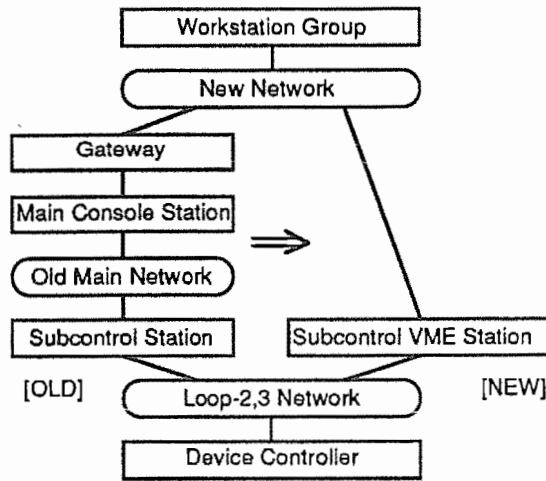 Workstation Group
New Network
Gateway
Main Console Station
Old Main Network
Subcontrol Station
Subcontrol VME Station
[OLD]
Loop-2,3 Network
[NEW]
Device Controller